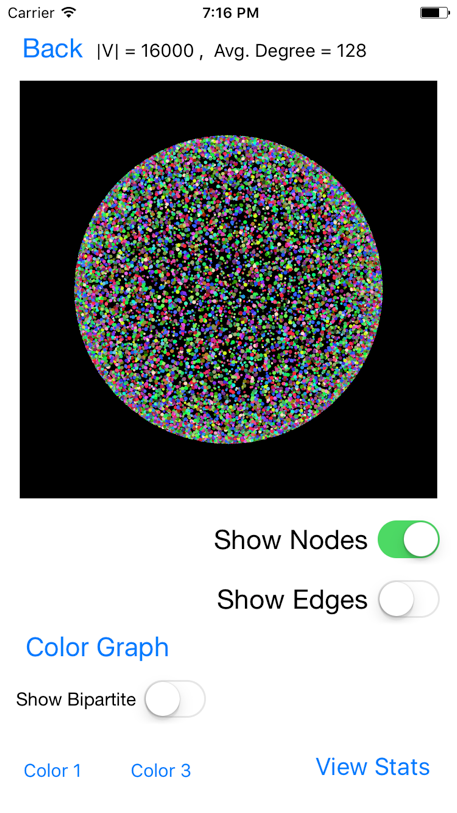 Carrier 7:16 PM
Back |V| = 16000 , Avg. Degree = 128
Show Nodes
Show Edges
Color Graph
Show Bipartite
Color 1 Color 3 View Stats